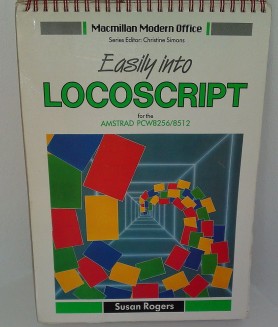 Macmillan Modern Office
Series Editor: Christine Simons
Easily into
LOCOSCRIPT
for the
AMSTRAD PCW8256/8512
Susan Rogers